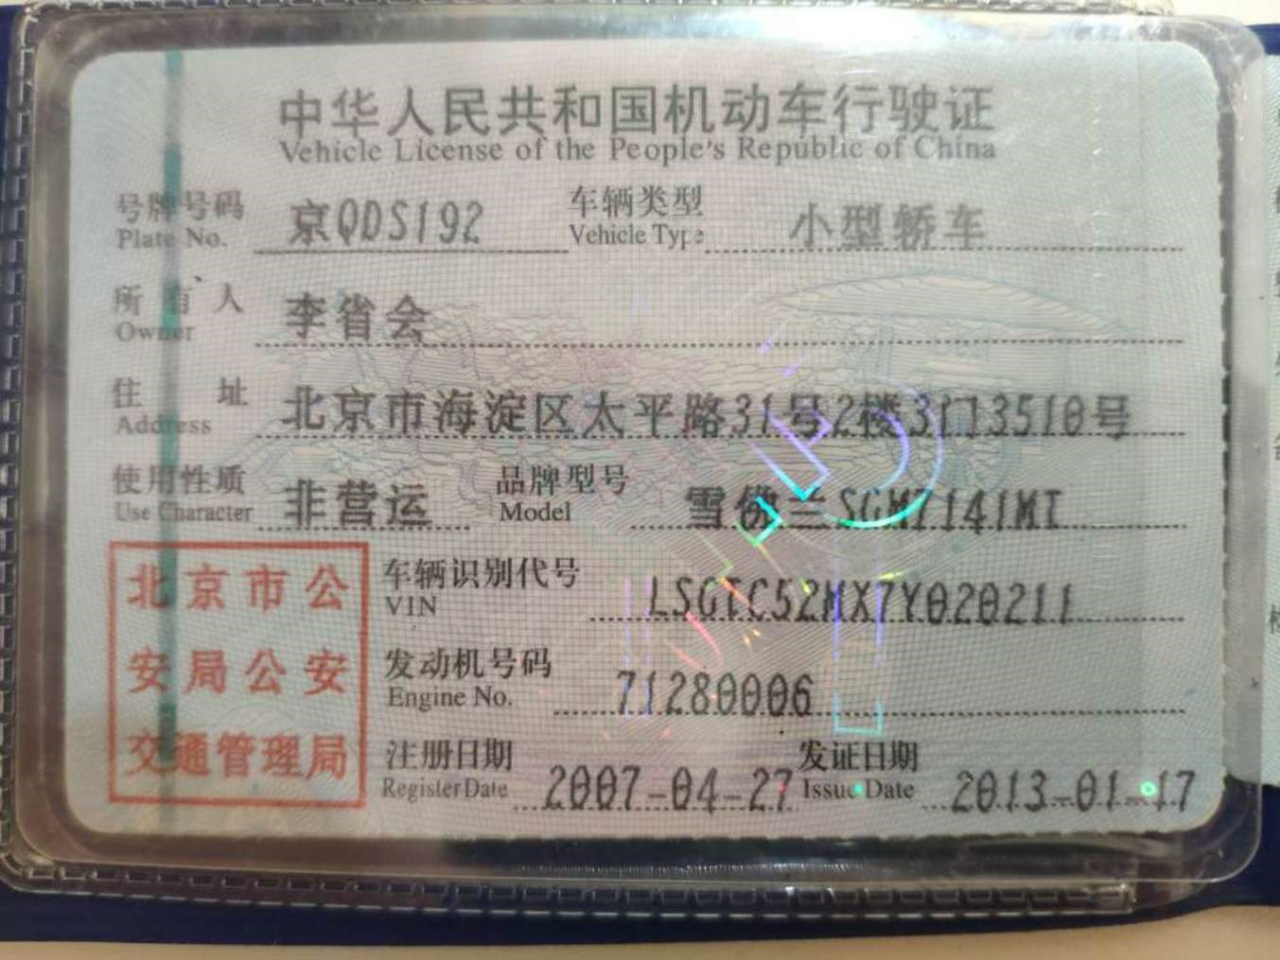 中华人民共和国机动车行驶证
Vehicle License of the People's Republic of China
号牌号码 京QDS192 车辆类型 小型轿车
Plate No. Vehicle Type
所有人 李省会
Owner
住址 北京市海淀区太平路31号2楼3门3510号
Address
使用性质 非营运 品牌型号 雪佛兰SGM7141MT
Use Character Model
北京市公
安局公安
交通管理局
车辆识别代号 LSGTC52MX7Y020211
VIN
发动机号码 71280006
Engine No.
注册日期 2007-04-27 发证日期 2013-01-17
Register Date Issue Date